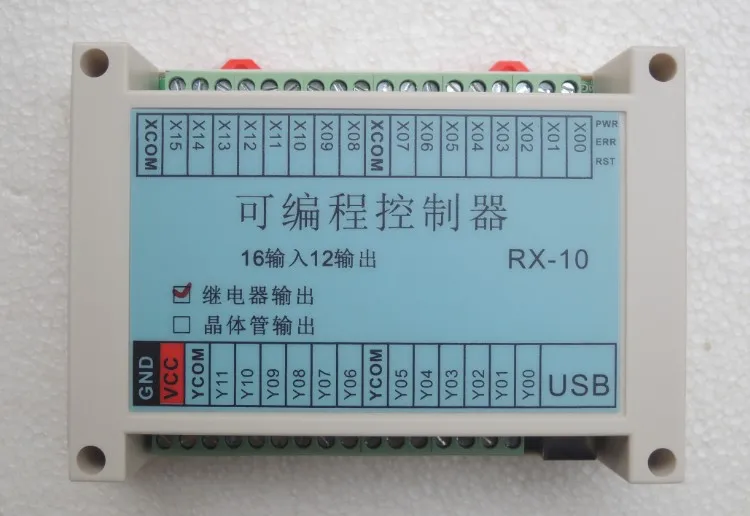 XCOM X15 X14 X13 X12 X11 X10 X09 X08 XCOM X07 X06 X05 X04 X03 X02 X01 X00 PWR
ERR
RST
可编程控制器
16输入12输出 RX-10
继电器输出
晶体管输出
GND VCC YCOM Y11 Y10 Y09 Y08 Y07 Y06 YCOM Y05 Y04 Y03 Y02 Y01 Y00 USB